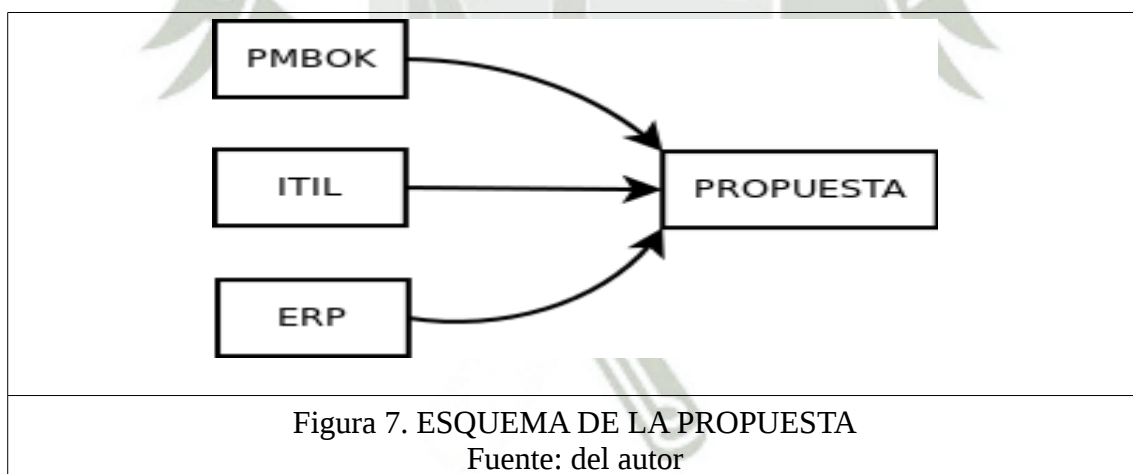 PMBOK
ITIL
PROPUESTA
ERP
Figura 7. ESQUEMA DE LA PROPUESTA
Fuente: del autor